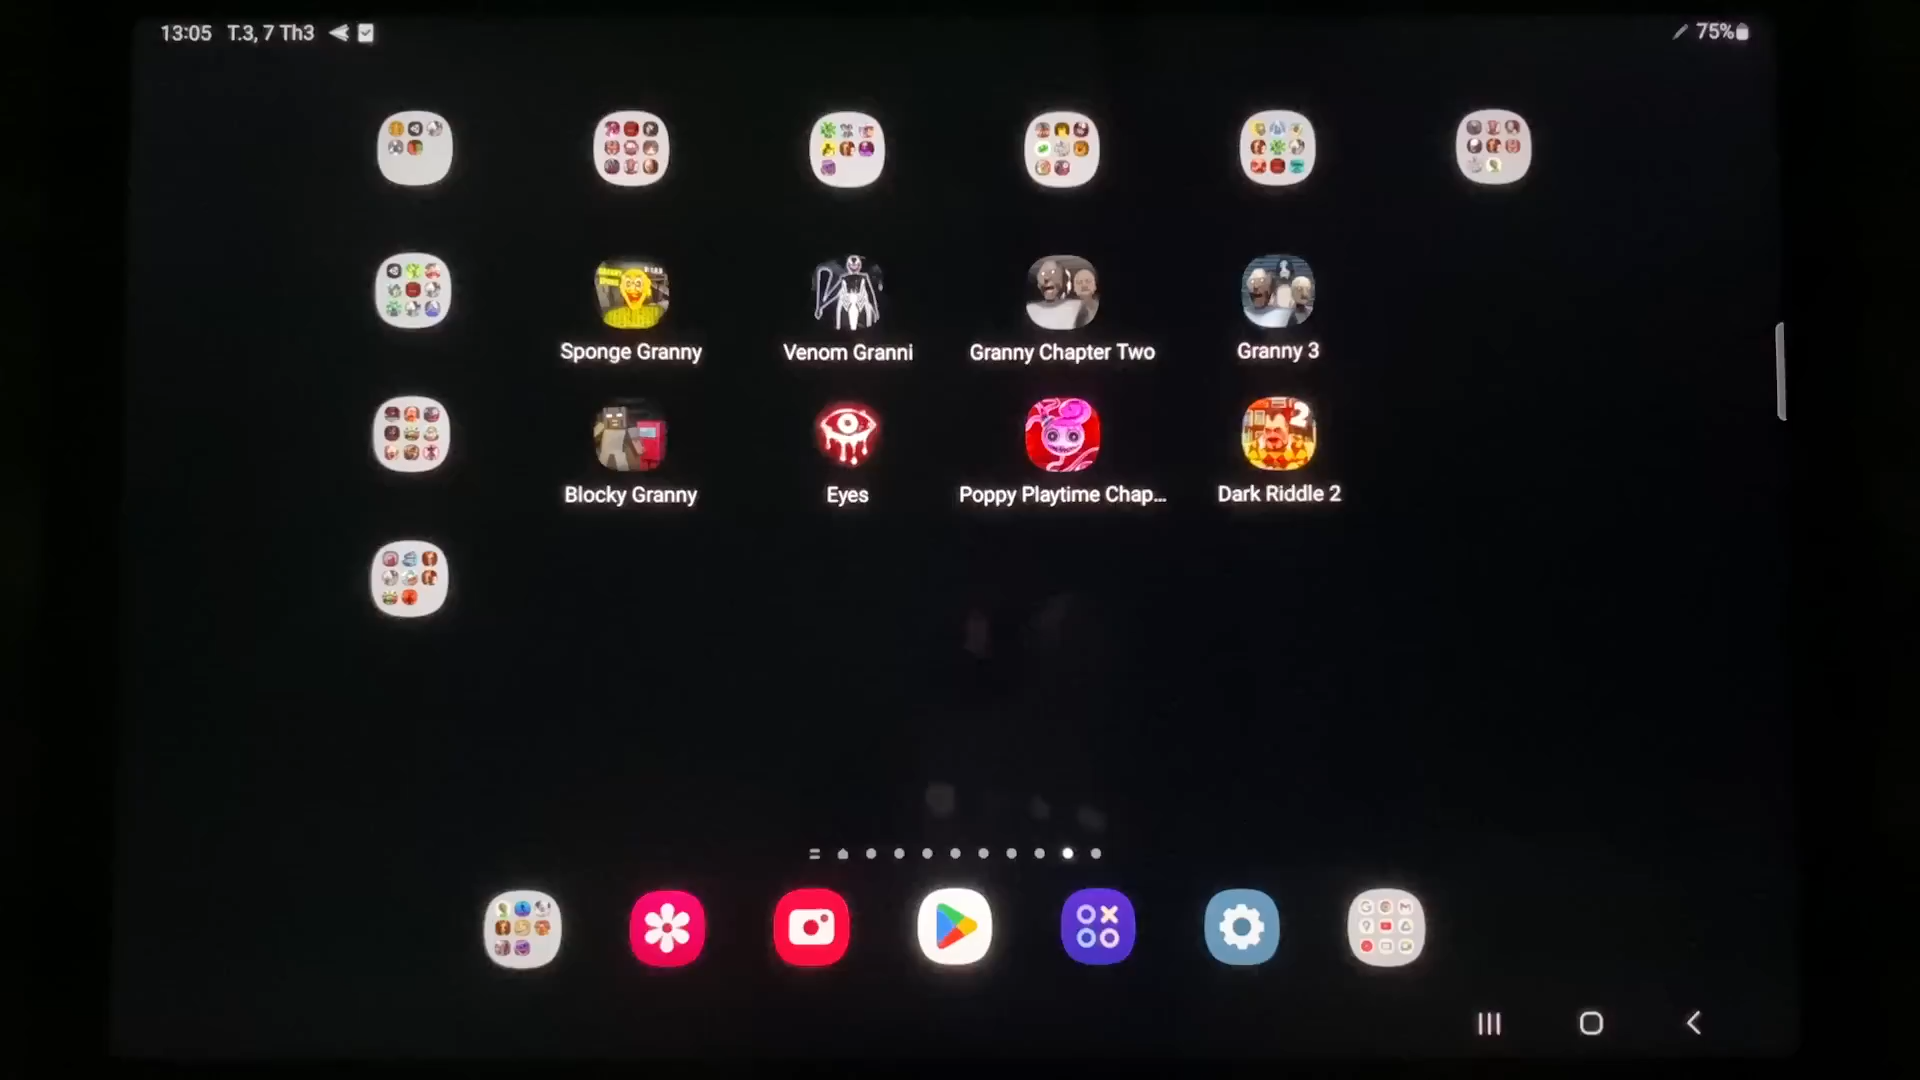 13:05 T.3, 7 Th3
75%
Sponge Granny
Venom Granni
Granny Chapter Two
Granny 3
2
Blocky Granny
Eyes
Poppy Playtime Chap...
Dark Riddle 2